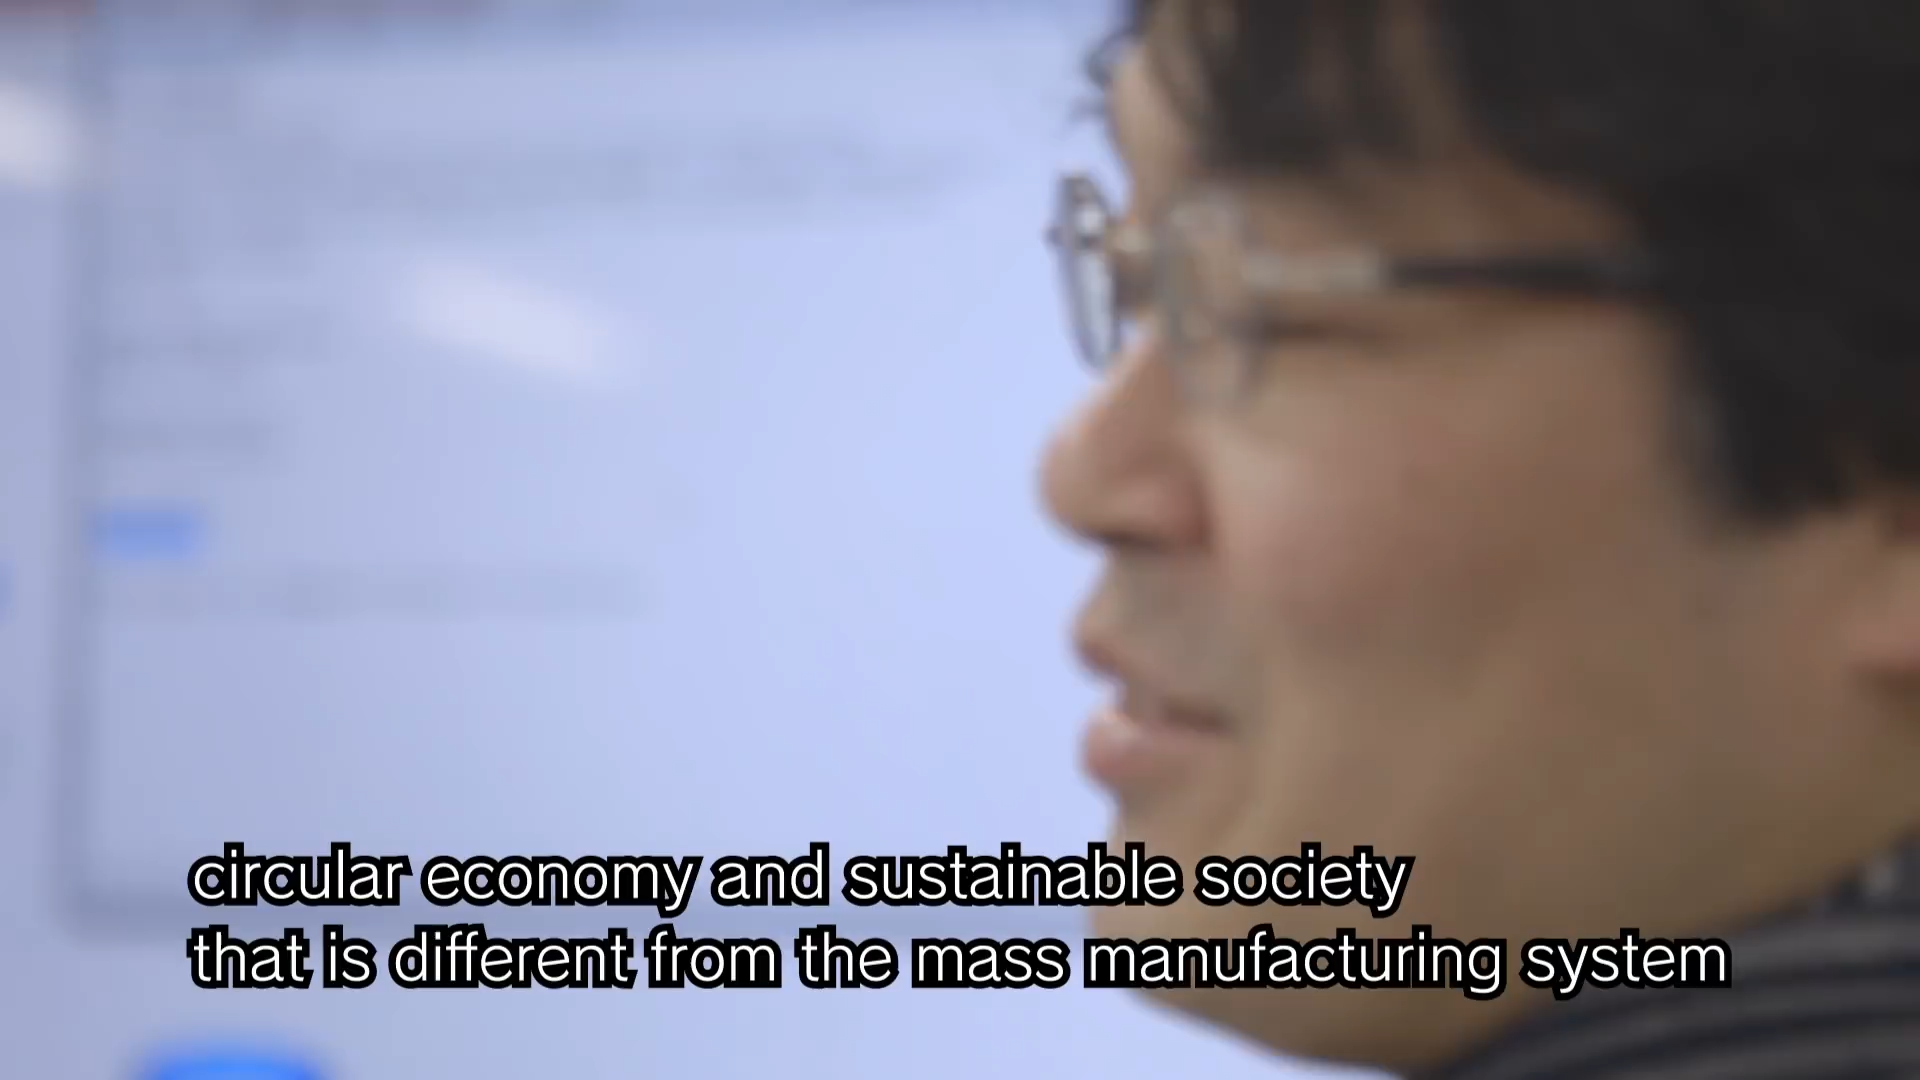 circular economy and sustainable society
that is different from the mass manufacturing system